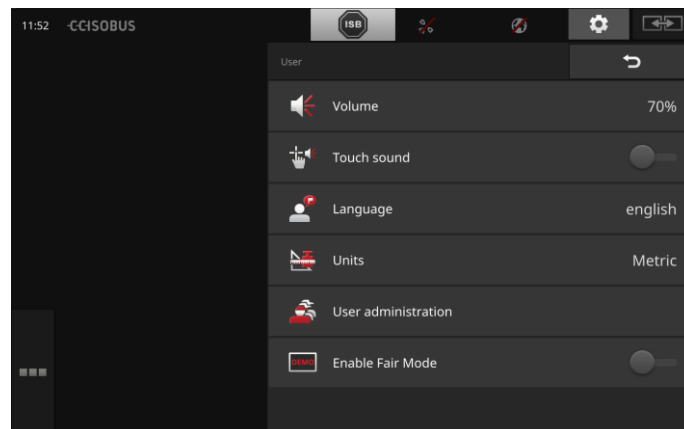 11:52 CCISOBUS ISB
User
Volume 70%
Touch sound
Language english
Units Metric
User administration
DEMO Enable Fair Mode